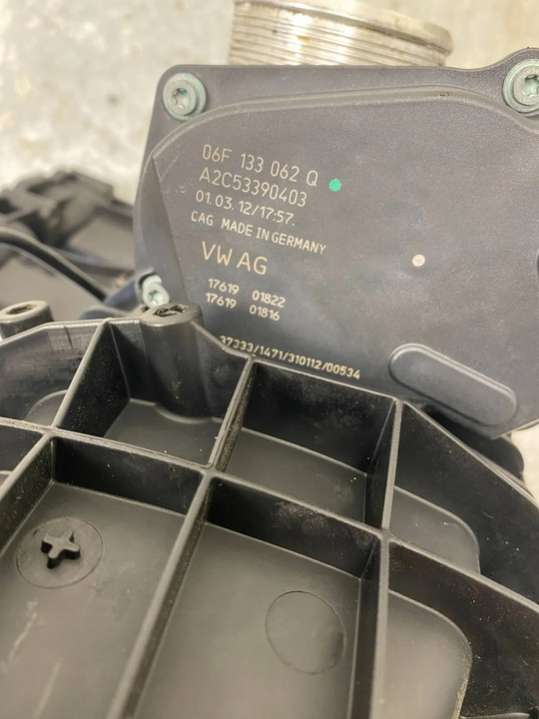 06F 133 062 Q
A2C53390403
01.03.12/17:57.
CAG MADE IN GERMANY
VW AG
17619 01822
17619 01816
37333/1471/310112/00534